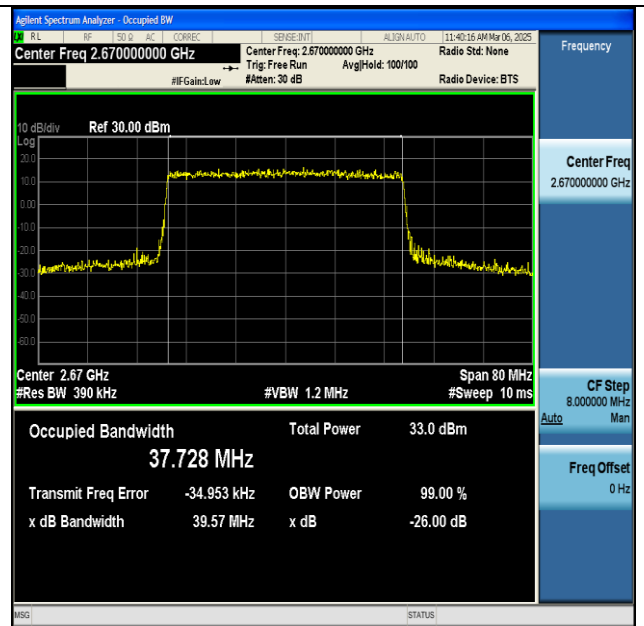 Agilent Spectrum Analyzer - Occupied BW
RL RF 50 Ω AC CORREC SENSE:INT ALIGN AUTO 11:40:16 AM Mar 06, 2025
Center Freq 2.670000000 GHz
Center Freq: 2.670000000 GHz
Radio Std: None
Trig: Free Run Avg|Hold: 100/100
#IFGain:Low
#Atten: 30 dB
Radio Device: BTS
Frequency
10 dB/div Ref 30.00 dBm
Log
20.0
10.0
0.00
-10.0
-20.0
-30.0
-40.0
-50.0
-60.0
Center 2.67 GHz
Span 80 MHz
#Res BW 390 kHz
#VBW 1.2 MHz
#Sweep 10 ms
Occupied Bandwidth
37.728 MHz
Total Power 33.0 dBm
Transmit Freq Error -34.953 kHz
OBW Power 99.00 %
x dB Bandwidth 39.57 MHz
x dB -26.00 dB
Center Freq
2.670000000 GHz
CF Step
8.000000 MHz
Auto Man
Freq Offset
0 Hz
MSG
STATUS